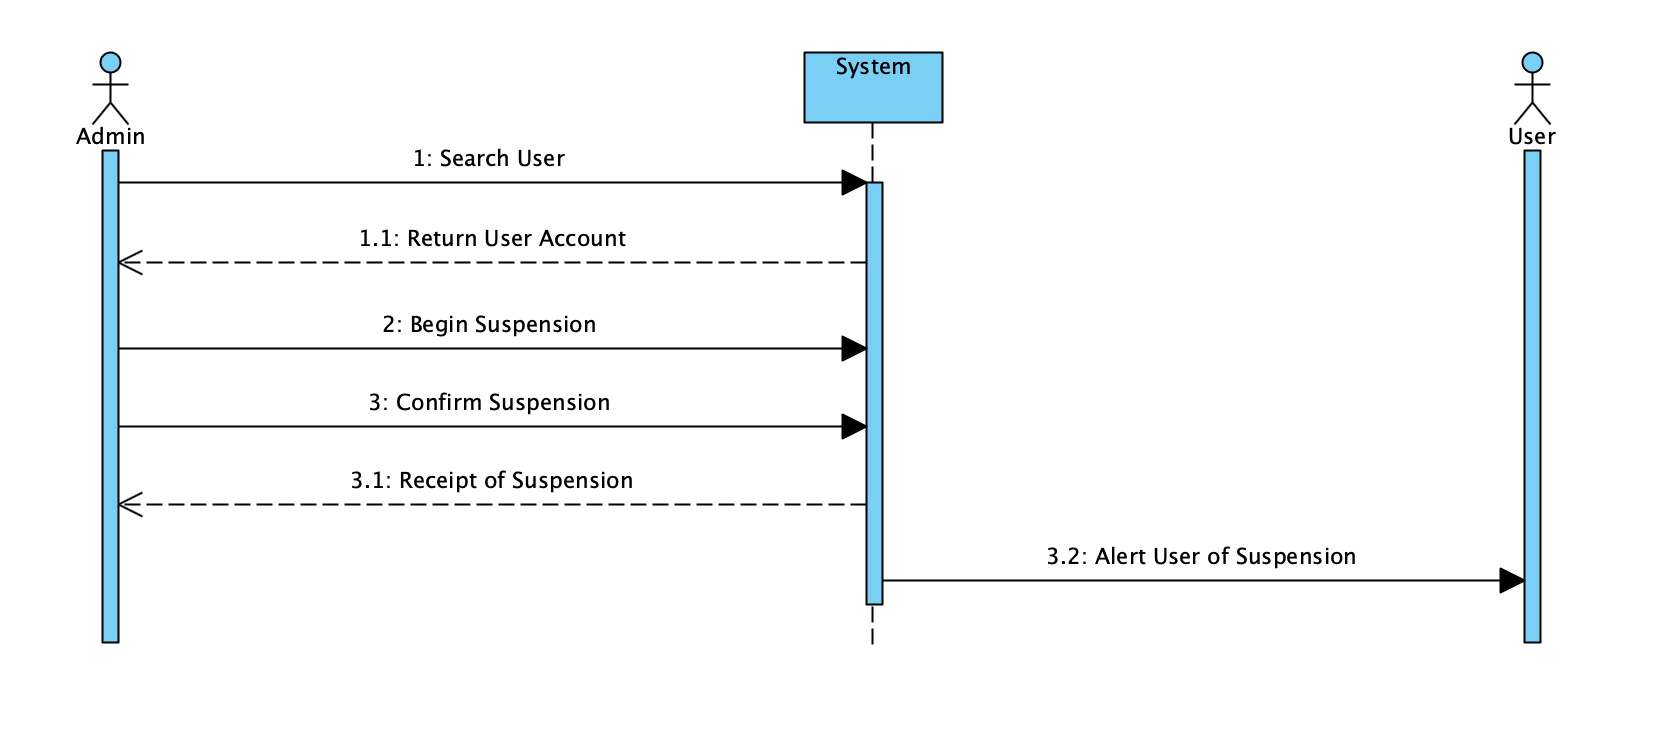 System
Admin
User
1: Search User
1.1: Return User Account
2: Begin Suspension
3: Confirm Suspension
3.1: Receipt of Suspension
3.2: Alert User of Suspension